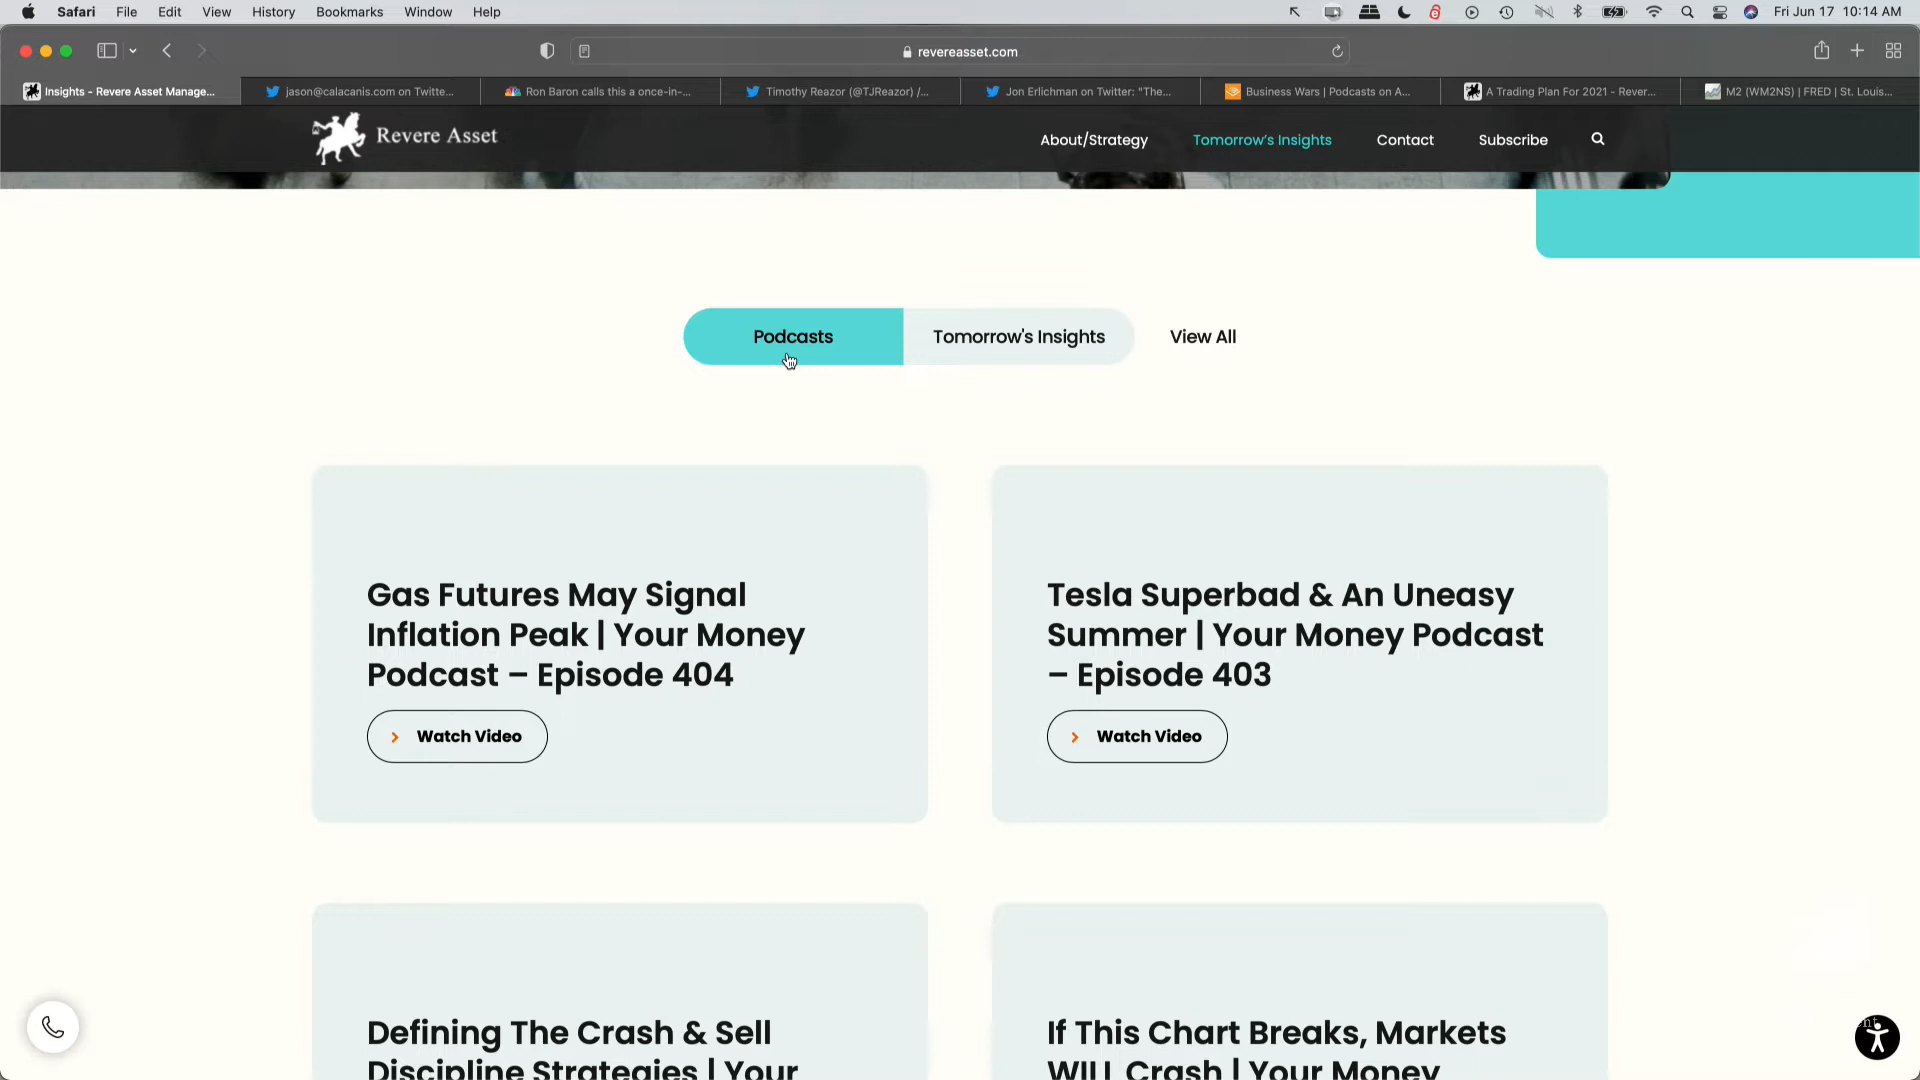 Safari File Edit View History Bookmarks Window Help Fri Jun 17 10:14 AM
revereasset.com
Insights - Revere Asset Manage... jason@calacanis.com on Twitte... Ron Baron calls this a once-in-... Timothy Reazor (@TJReazor) /... Jon Erlichman on Twitter: "The... Business Wars | Podcasts on A... A Trading Plan For 2021 - Rever... M2 (WM2NS) | FRED | St. Louis...
Revere Asset About/Strategy Tomorrow's Insights Contact Subscribe
Podcasts Tomorrow's Insights View All
Gas Futures May Signal
Inflation Peak | Your Money
Podcast – Episode 404
Watch Video
Tesla Superbad & An Uneasy
Summer | Your Money Podcast
– Episode 403
Watch Video
Defining The Crash & Sell
Discipline Strategies | Your
If This Chart Breaks, Markets
WILL Crash | Your Money